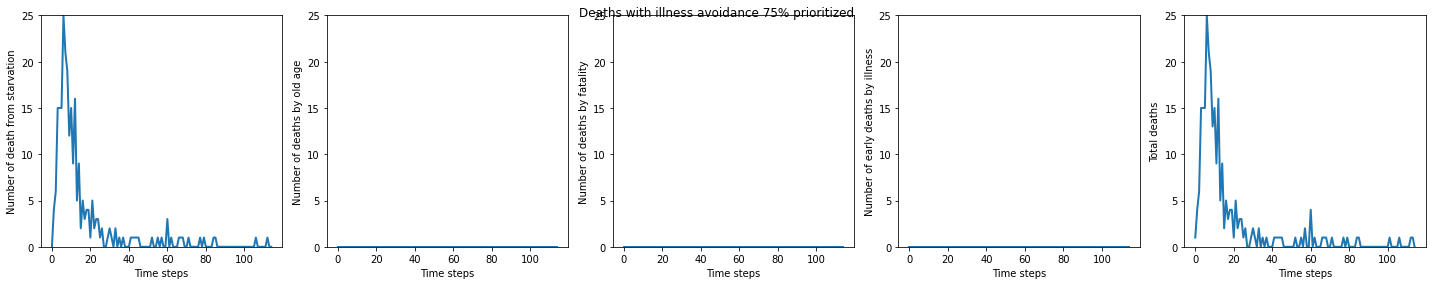 Deaths with illness avoidance 75% prioritized
Number of death from starvation
25
20
15
10
5
0
0 20 40 60 80 100
Time steps
Number of deaths by old age
25
20
15
10
5
0
0 20 40 60 80 100
Time steps
Number of deaths by fatality
25
20
15
10
5
0
0 20 40 60 80 100
Time steps
Number of early deaths by illness
25
20
15
10
5
0
0 20 40 60 80 100
Time steps
Total deaths
25
20
15
10
5
0
0 20 40 60 80 100
Time steps